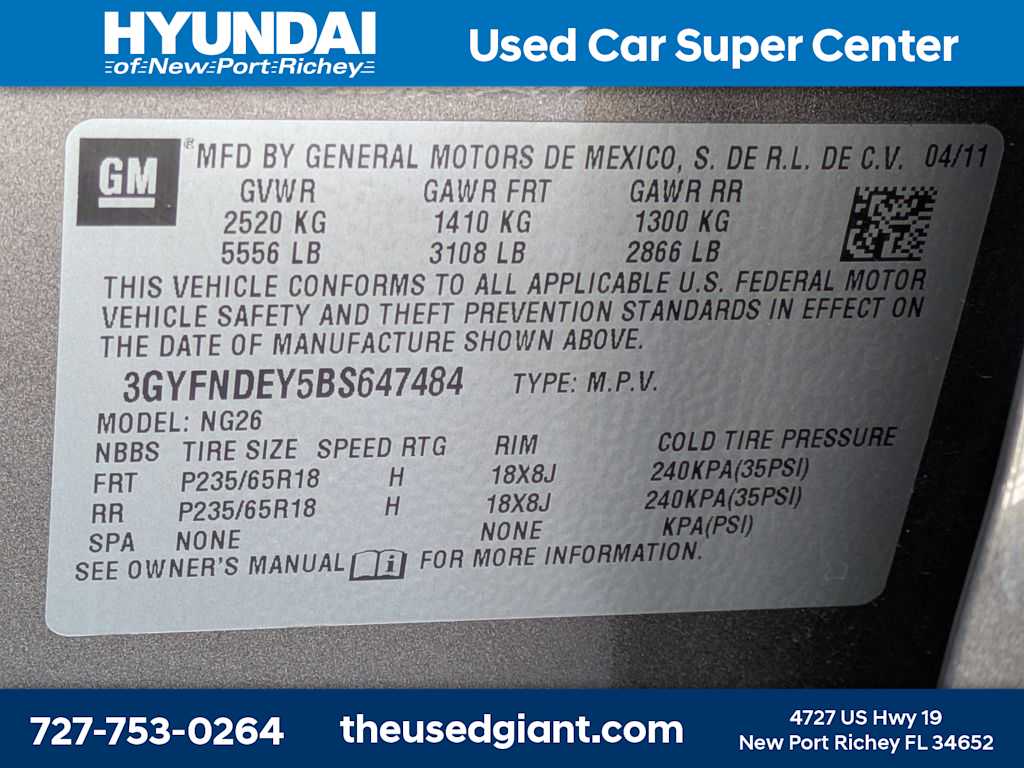 HYUNDAI
of New Port Richey
Used Car Super Center
GM
® MFD BY GENERAL MOTORS DE MEXICO, S. DE R.L. DE C.V. 04/11
GVWR GAWR FRT GAWR RR
2520 KG 1410 KG 1300 KG
5556 LB 3108 LB 2866 LB
THIS VEHICLE CONFORMS TO ALL APPLICABLE U.S. FEDERAL MOTOR
VEHICLE SAFETY AND THEFT PREVENTION STANDARDS IN EFFECT ON
THE DATE OF MANUFACTURE SHOWN ABOVE.
3GYFNDEY5BS647484 TYPE: M.P.V.
MODEL: NG26
NBBS TIRE SIZE SPEED RTG RIM COLD TIRE PRESSURE
FRT P235/65R18 H 18X8J 240KPA(35PSI)
RR P235/65R18 H 18X8J 240KPA(35PSI)
SPA NONE NONE KPA(PSI)
SEE OWNER'S MANUAL i FOR MORE INFORMATION.
727-753-0264
theusedgiant.com
4727 US Hwy 19
New Port Richey FL 34652